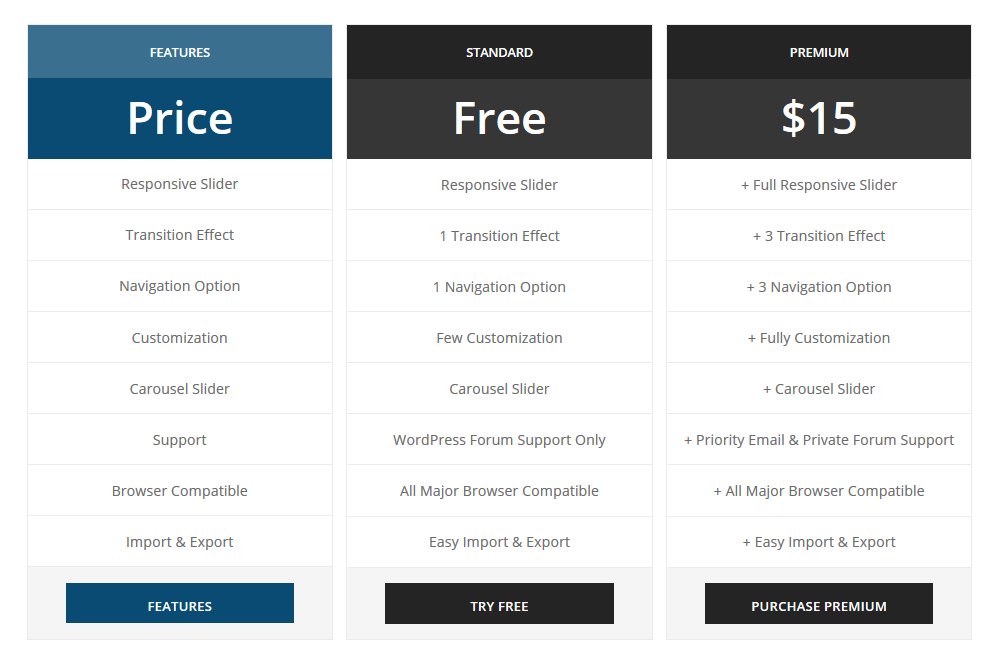 FEATURES
Price
Responsive Slider
Transition Effect
Navigation Option
Customization
Carousel Slider
Support
Browser Compatible
Import & Export
FEATURES
STANDARD
Free
Responsive Slider
1 Transition Effect
1 Navigation Option
Few Customization
Carousel Slider
WordPress Forum Support Only
All Major Browser Compatible
Easy Import & Export
TRY FREE
PREMIUM
$15
+ Full Responsive Slider
+ 3 Transition Effect
+ 3 Navigation Option
+ Fully Customization
+ Carousel Slider
+ Priority Email & Private Forum Support
+ All Major Browser Compatible
+ Easy Import & Export
PURCHASE PREMIUM